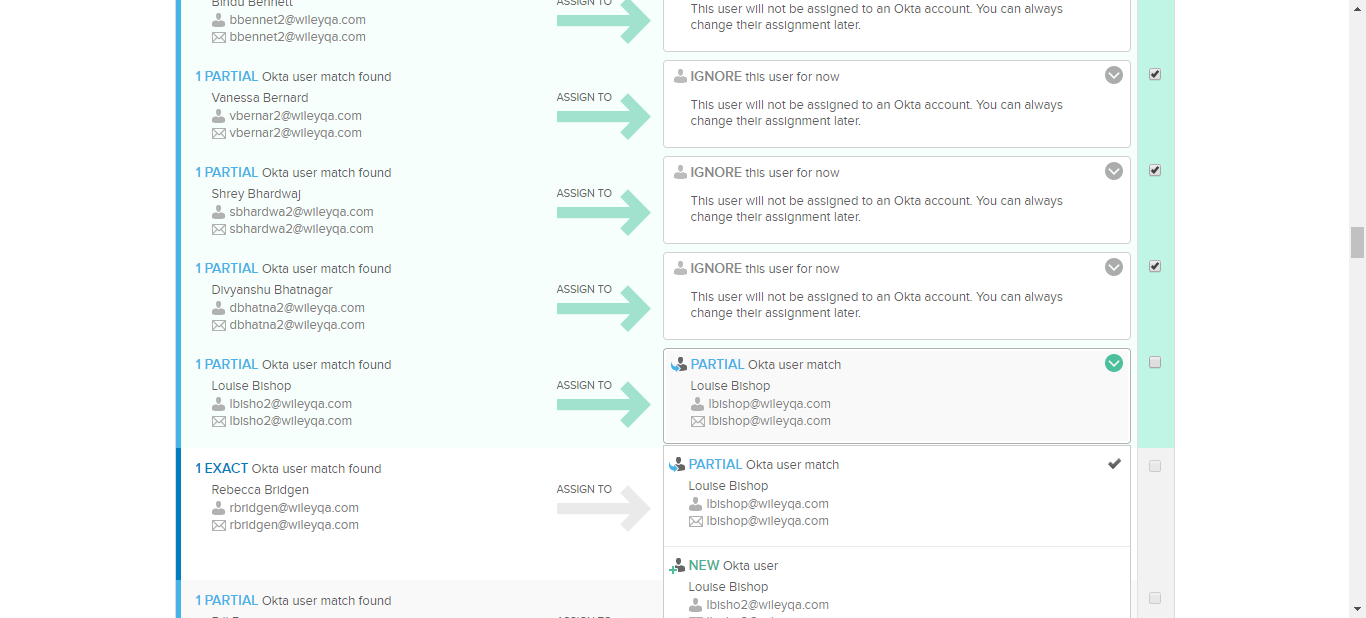 Bindu Bennett
bbennet2@wileyqa.com
bbennet2@wileyqa.com
ASSIGN TO
This user will not be assigned to an Okta account. You can always
change their assignment later.
1 PARTIAL Okta user match found
Vanessa Bernard
vbernar2@wileyqa.com
vbernar2@wileyqa.com
ASSIGN TO
IGNORE this user for now
This user will not be assigned to an Okta account. You can always
change their assignment later.
1 PARTIAL Okta user match found
Shrey Bhardwaj
sbhardwa2@wileyqa.com
sbhardwa2@wileyqa.com
ASSIGN TO
IGNORE this user for now
This user will not be assigned to an Okta account. You can always
change their assignment later.
1 PARTIAL Okta user match found
Divyanshu Bhatnagar
dbhatna2@wileyqa.com
dbhatna2@wileyqa.com
ASSIGN TO
IGNORE this user for now
This user will not be assigned to an Okta account. You can always
change their assignment later.
1 PARTIAL Okta user match found
Louise Bishop
lbisho2@wileyqa.com
lbisho2@wileyqa.com
ASSIGN TO
PARTIAL Okta user match
Louise Bishop
lbishop@wileyqa.com
lbishop@wileyqa.com
1 EXACT Okta user match found
Rebecca Bridgen
rbridgen@wileyqa.com
rbridgen@wileyqa.com
ASSIGN TO
PARTIAL Okta user match
Louise Bishop
lbishop@wileyqa.com
lbishop@wileyqa.com
NEW Okta user
Louise Bishop
lbisho2@wileyqa.com
1 PARTIAL Okta user match found
ASSIGN TO